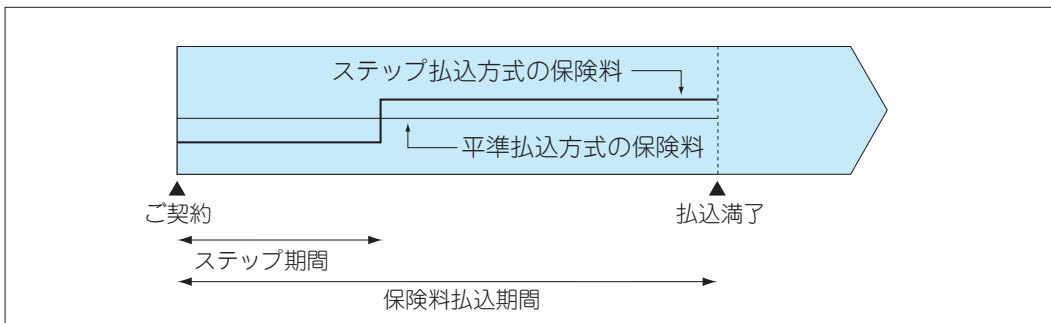 ステップ払込方式の保険料
平準払込方式の保険料
ご契約
払込満了
ステップ期間
保険料払込期間